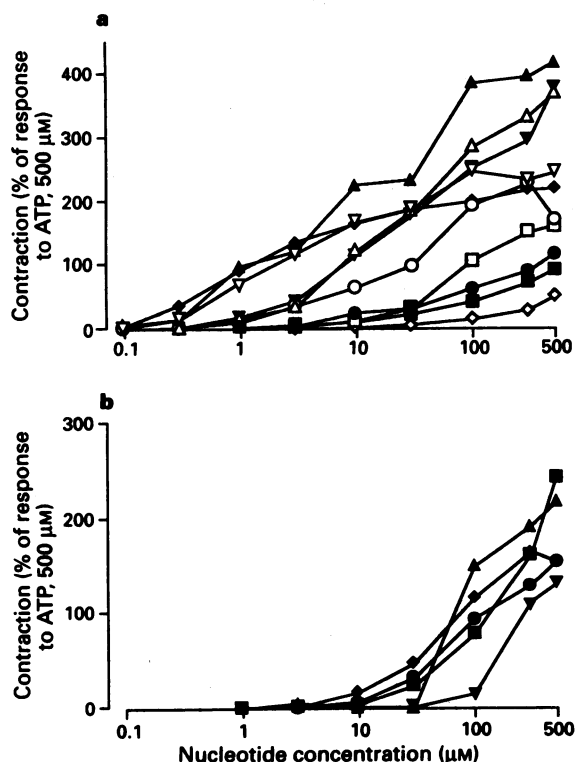 a
Contraction (% of response
to ATP, 500 μM)
400
300
200
100
0
0.1 1 10 100 500
b
Contraction (% of response
to ATP, 500 μM)
300
200
100
0
0.1 1 10 100 500
Nucleotide concentration (μM)